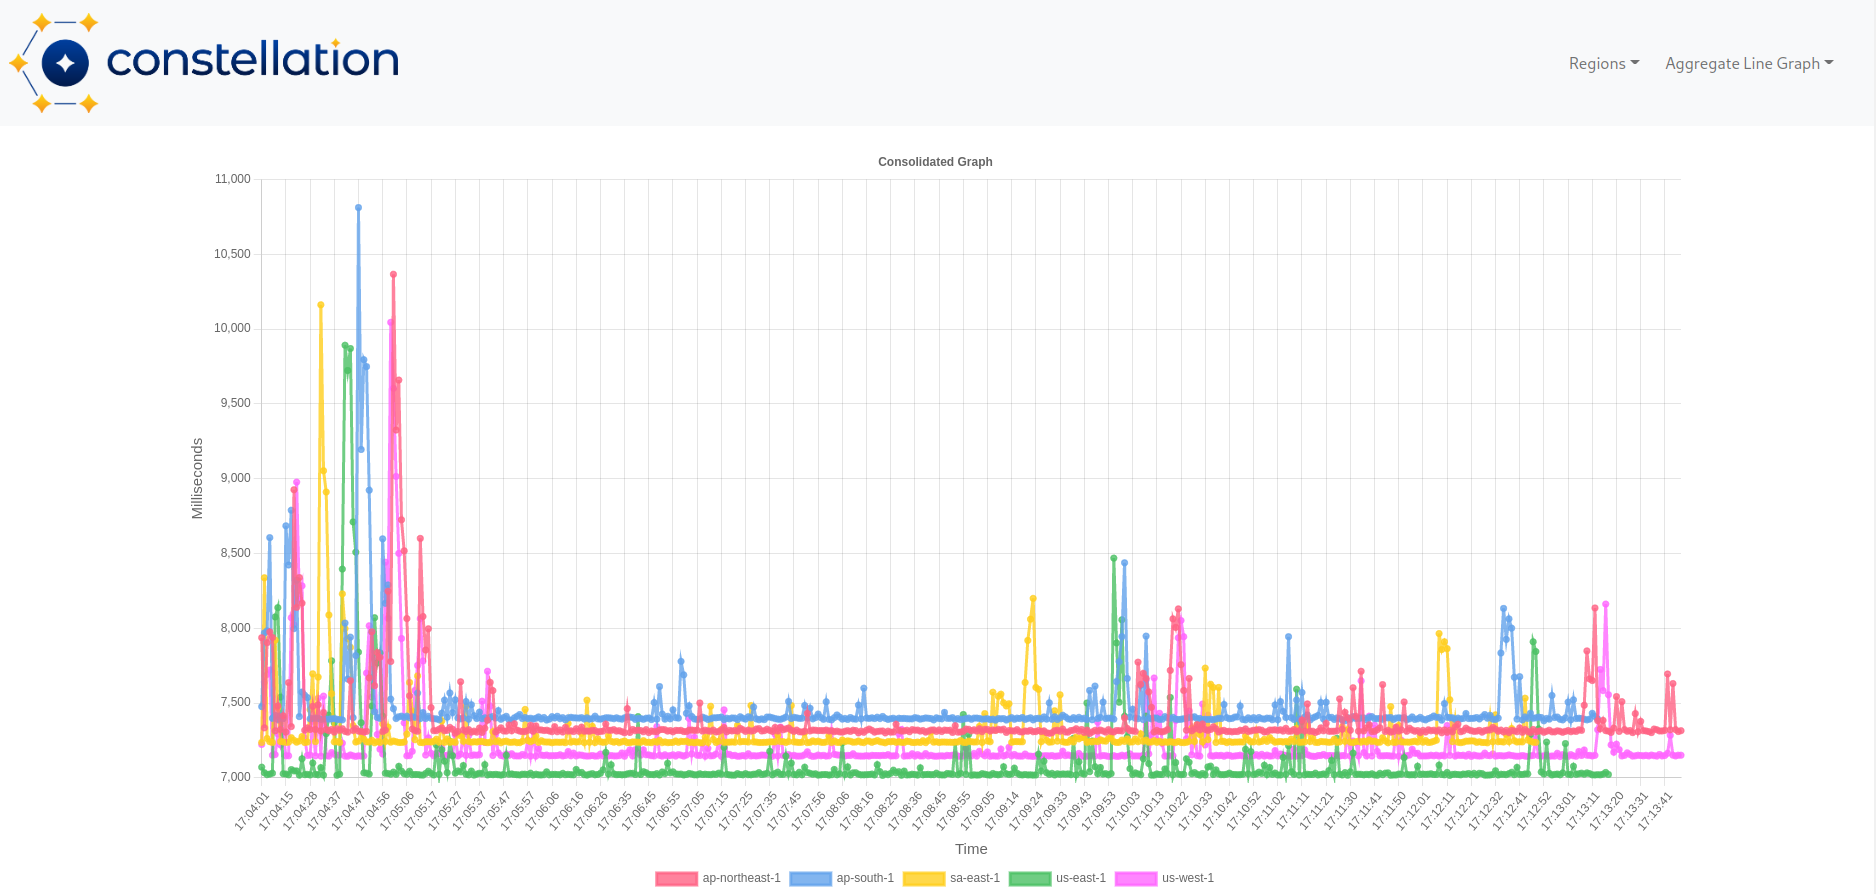 constellation
Regions
Aggregate Line Graph
Consolidated Graph
11,000
10,500
10,000
9,500
9,000
8,500
8,000
7,500
7,000
Milliseconds
17:04:01 17:04:15 17:04:28 17:04:37 17:04:47 17:04:56 17:05:06 17:05:17 17:05:27 17:05:37 17:05:47 17:05:57 17:06:06 17:06:16 17:06:26 17:06:35 17:06:45 17:06:55 17:07:05 17:07:15 17:07:25 17:07:35 17:07:45 17:07:56 17:08:06 17:08:16 17:08:25 17:08:36 17:08:45 17:08:55 17:09:05 17:09:14 17:09:24 17:09:33 17:09:43 17:09:53 17:10:03 17:10:13 17:10:22 17:10:33 17:10:42 17:10:52 17:11:02 17:11:11 17:11:21 17:11:30 17:11:41 17:11:50 17:12:01 17:12:11 17:12:21 17:12:32 17:12:41 17:12:52 17:13:01 17:13:11 17:13:20 17:13:31 17:13:41
Time
ap-northeast-1 ap-south-1 sa-east-1 us-east-1 us-west-1